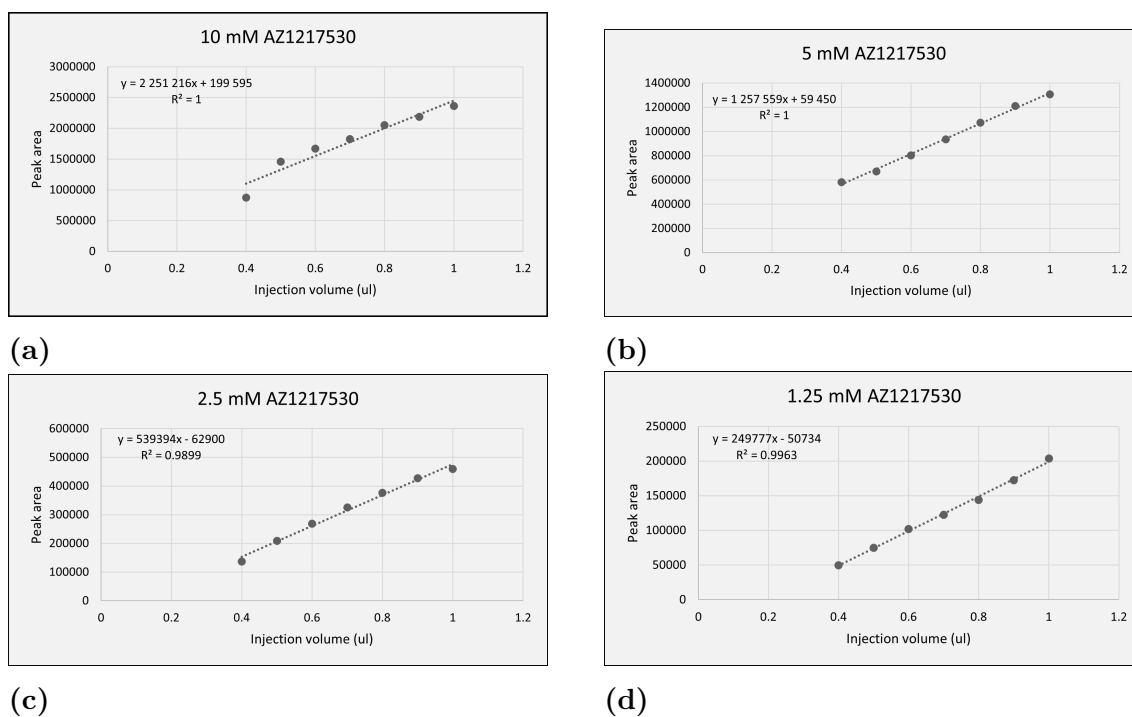 10 mM AZ1217530
y = 2 251 216x + 199 595
R² = 1
Peak area
3000000
2500000
2000000
1500000
1000000
500000
0
0 0.2 0.4 0.6 0.8 1 1.2
Injection volume (ul)
(a)
5 mM AZ1217530
y = 1 257 559x + 59 450
R² = 1
Peak area
1400000
1200000
1000000
800000
600000
400000
200000
0
0 0.2 0.4 0.6 0.8 1 1.2
Injection volume (ul)
(b)
2.5 mM AZ1217530
y = 539394x - 62900
R² = 0.9899
Peak area
600000
500000
400000
300000
200000
100000
0
0 0.2 0.4 0.6 0.8 1 1.2
Injection volume (ul)
(c)
1.25 mM AZ1217530
y = 249777x - 50734
R² = 0.9963
Peak area
250000
200000
150000
100000
50000
0
0 0.2 0.4 0.6 0.8 1 1.2
Injection volume (ul)
(d)